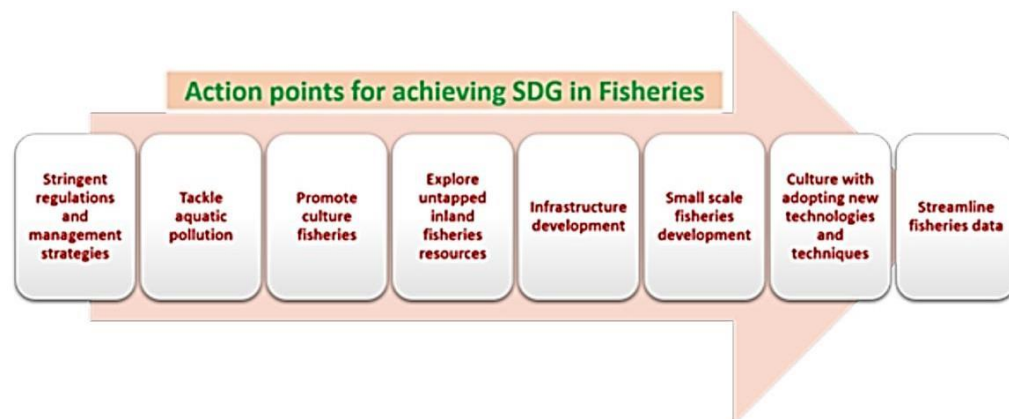 Action points for achieving SDG in Fisheries
Stringent
regulations
and
management
strategies
Tackle
aquatic
pollution
Promote
culture
fisheries
Explore
untapped
inland
fisheries
resources
Infrastructure
development
Small scale
fisheries
development
Culture with
adopting new
technologies
and
techniques
Streamline
fisheries data